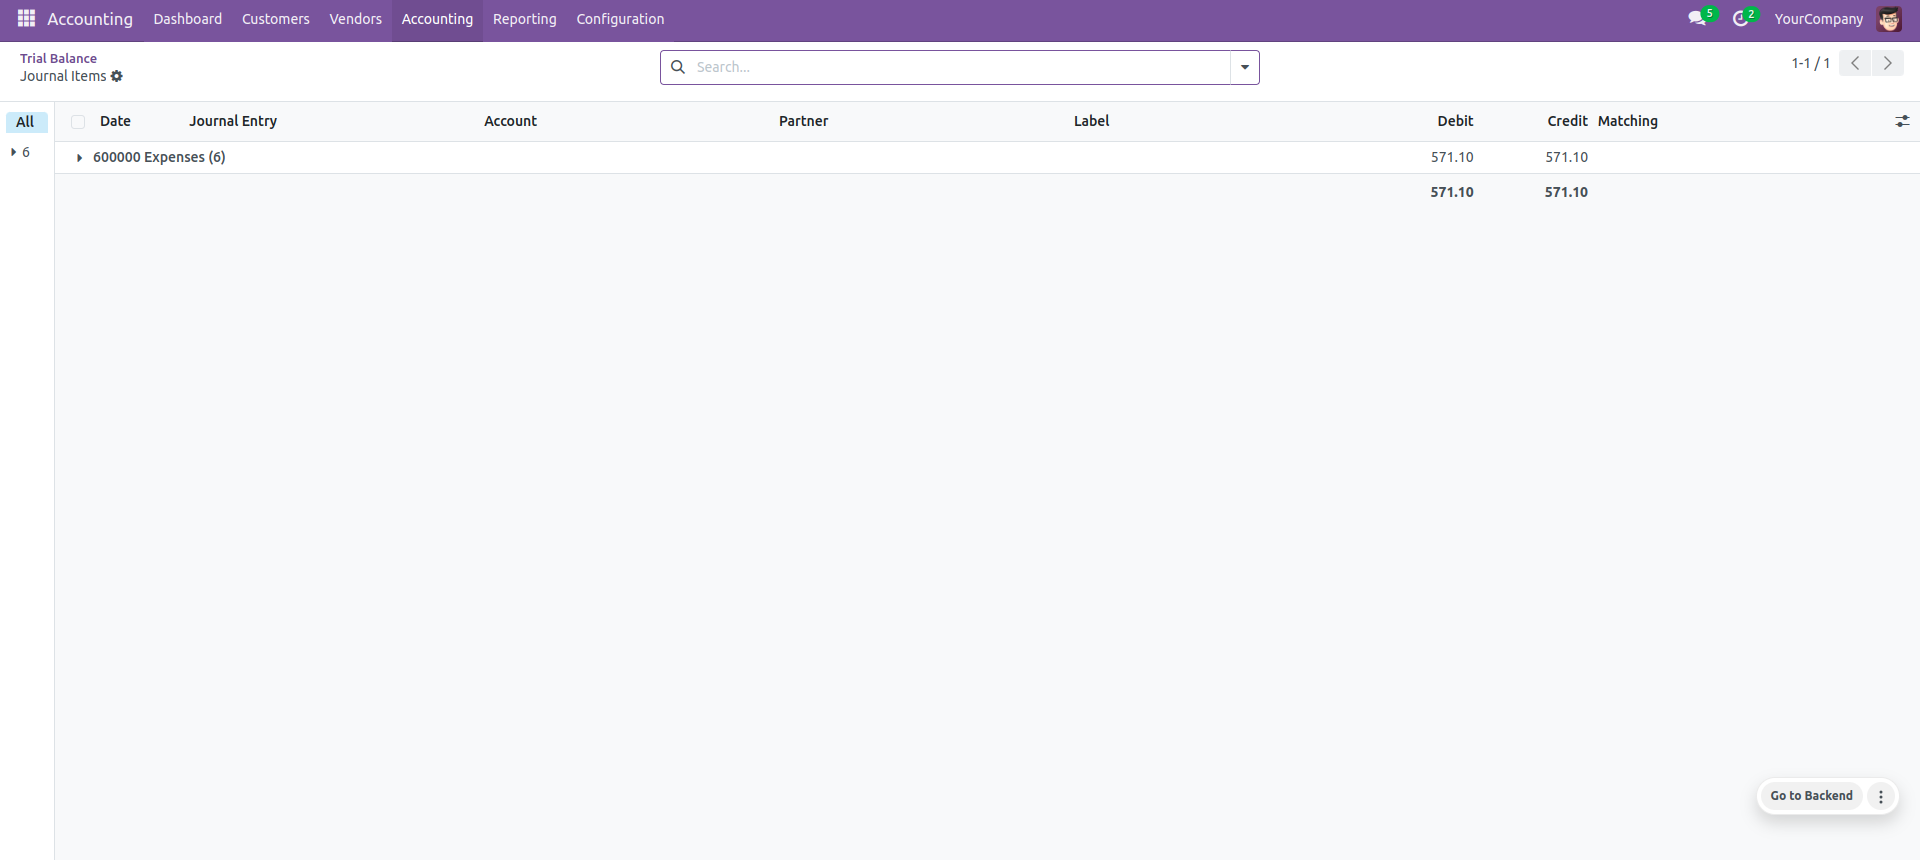 Accounting Dashboard Customers Vendors Accounting Reporting Configuration 5 2 YourCompany
Trial Balance
Journal Items
Search...
1-1 / 1
All
6
Date Journal Entry Account Partner Label Debit Credit Matching
600000 Expenses (6) 571.10 571.10
571.10 571.10
Go to Backend